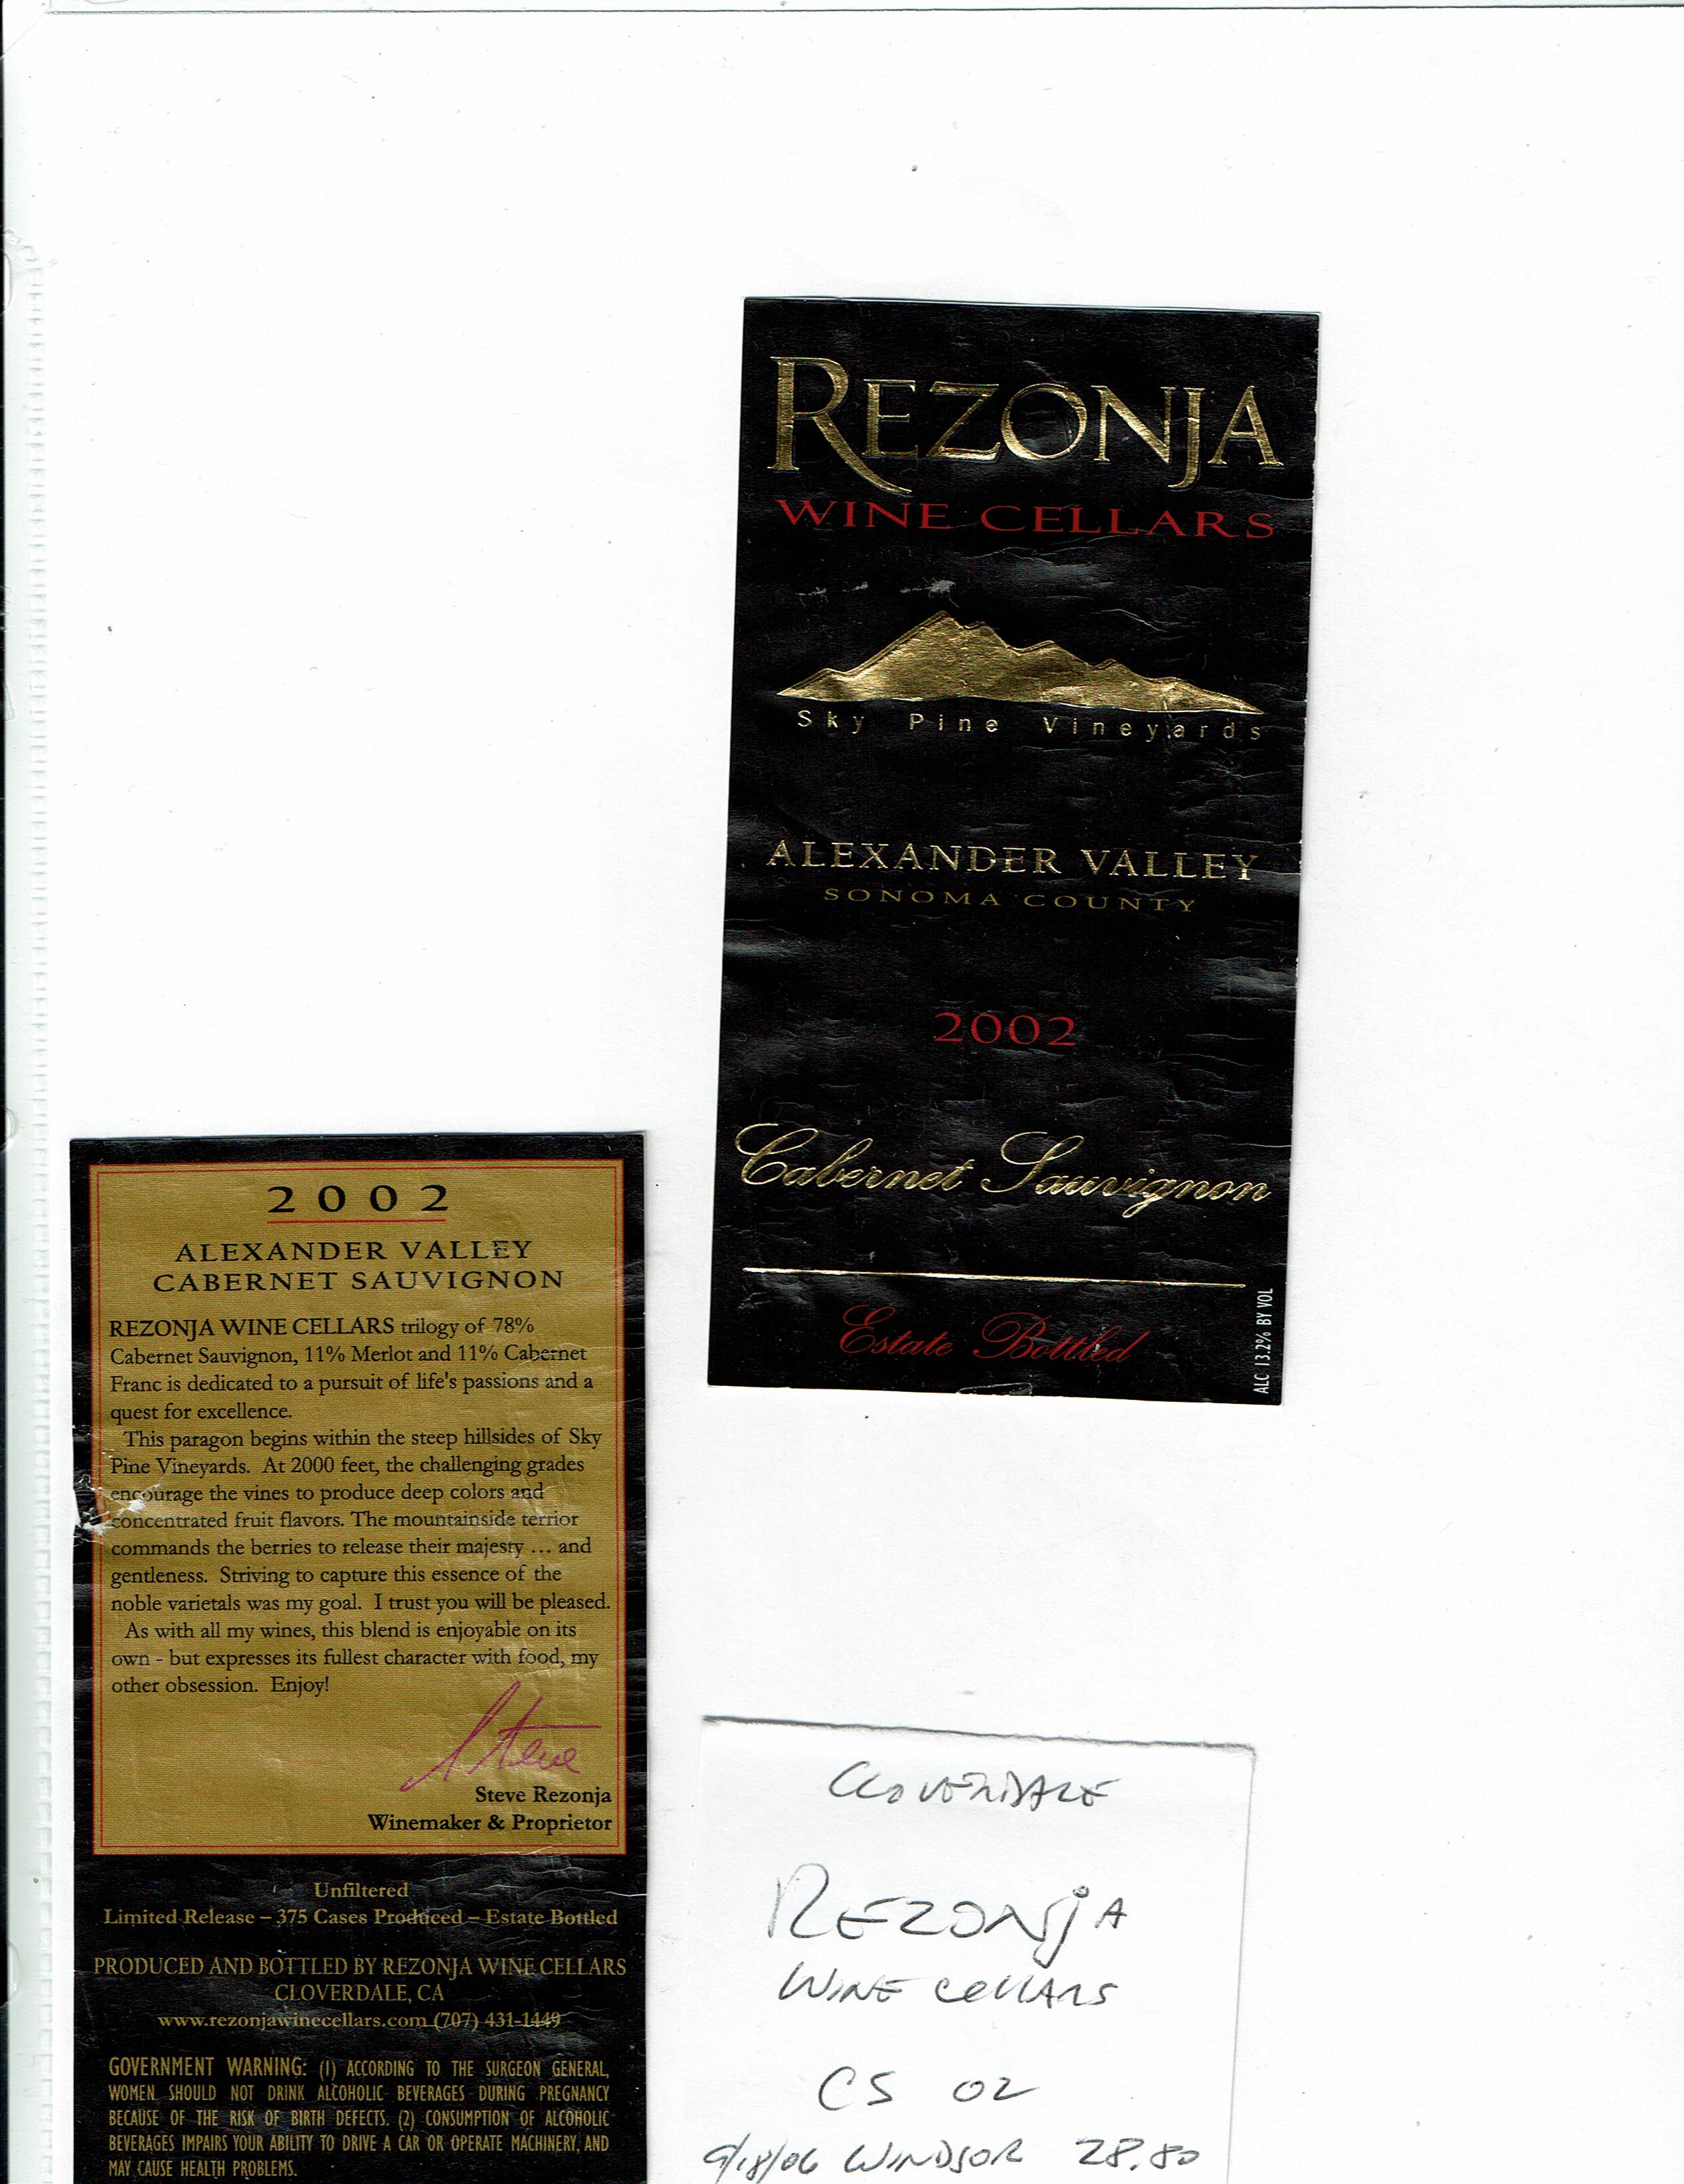 REZONJA
WINE CELLARS
Sky Pine Vineyards
ALEXANDER VALLEY
SONOMA COUNTY
2002
Cabernet Sauvignon
Estate Bottled
ALC 13.2% BY VOL
2002
ALEXANDER VALLEY
CABERNET SAUVIGNON
REZONJA WINE CELLARS trilogy of 78%
Cabernet Sauvignon, 11% Merlot and 11% Cabernet
Franc is dedicated to a pursuit of life's passions and a
quest for excellence.
This paragon begins within the steep hillsides of Sky
Pine Vineyards. At 2000 feet, the challenging grades
encourage the vines to produce deep colors and
concentrated fruit flavors. The mountainside terrior
commands the berries to release their majesty ... and
gentleness. Striving to capture this essence of the
noble varietals was my goal. I trust you will be pleased.
As with all my wines, this blend is enjoyable on its
own - but expresses its fullest character with food, my
other obsession. Enjoy!
Steve
Steve Rezonja
Winemaker & Proprietor
Unfiltered
Limited Release – 375 Cases Produced – Estate Bottled
PRODUCED AND BOTTLED BY REZONJA WINE CELLARS
CLOVERDALE, CA
www.rezonjawinecellars.com (707) 431-1449
GOVERNMENT WARNING: (1) ACCORDING TO THE SURGEON GENERAL,
WOMEN SHOULD NOT DRINK ALCOHOLIC BEVERAGES DURING PREGNANCY
BECAUSE OF THE RISK OF BIRTH DEFECTS. (2) CONSUMPTION OF ALCOHOLIC
BEVERAGES IMPAIRS YOUR ABILITY TO DRIVE A CAR OR OPERATE MACHINERY, AND
MAY CAUSE HEALTH PROBLEMS.
CLOVERDALE
REZONJA
WINE CELLARS
CS 02
9/18/06 WINDSOR 28.80